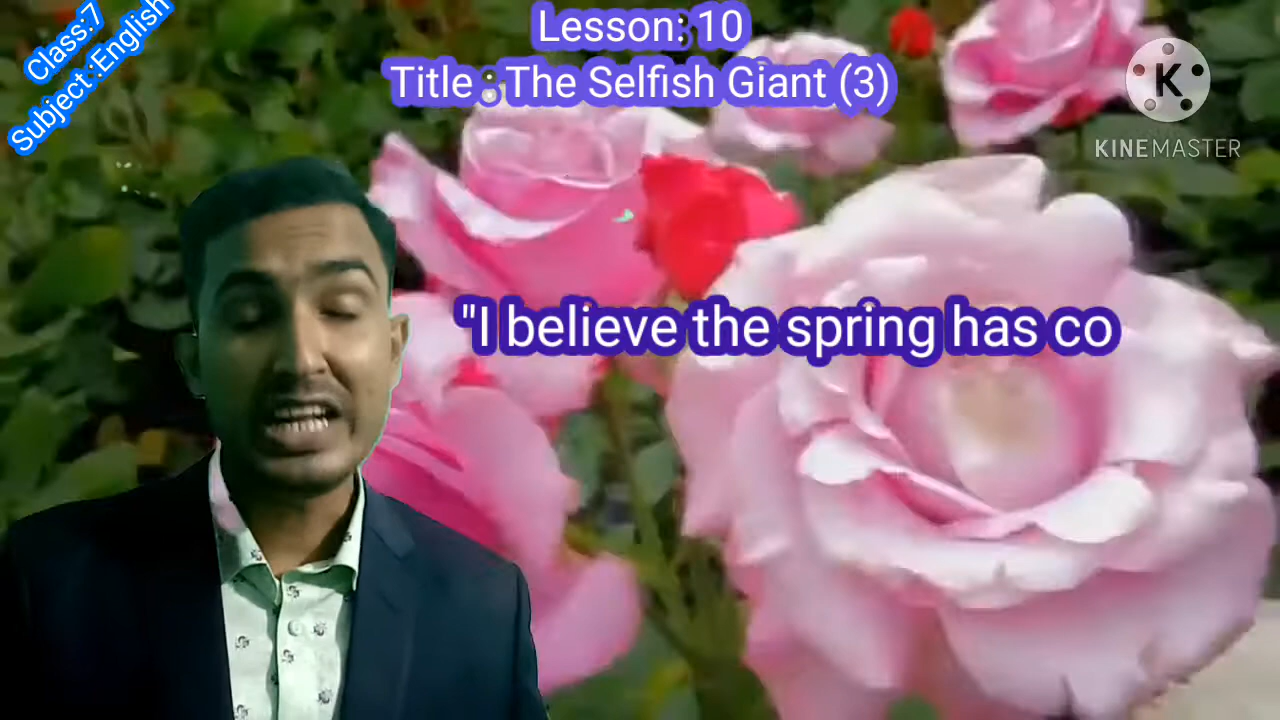 Class:7
Subject:English
Lesson: 10
Title : The Selfish Giant (3)
K
KINEMASTER
"I believe the spring has co